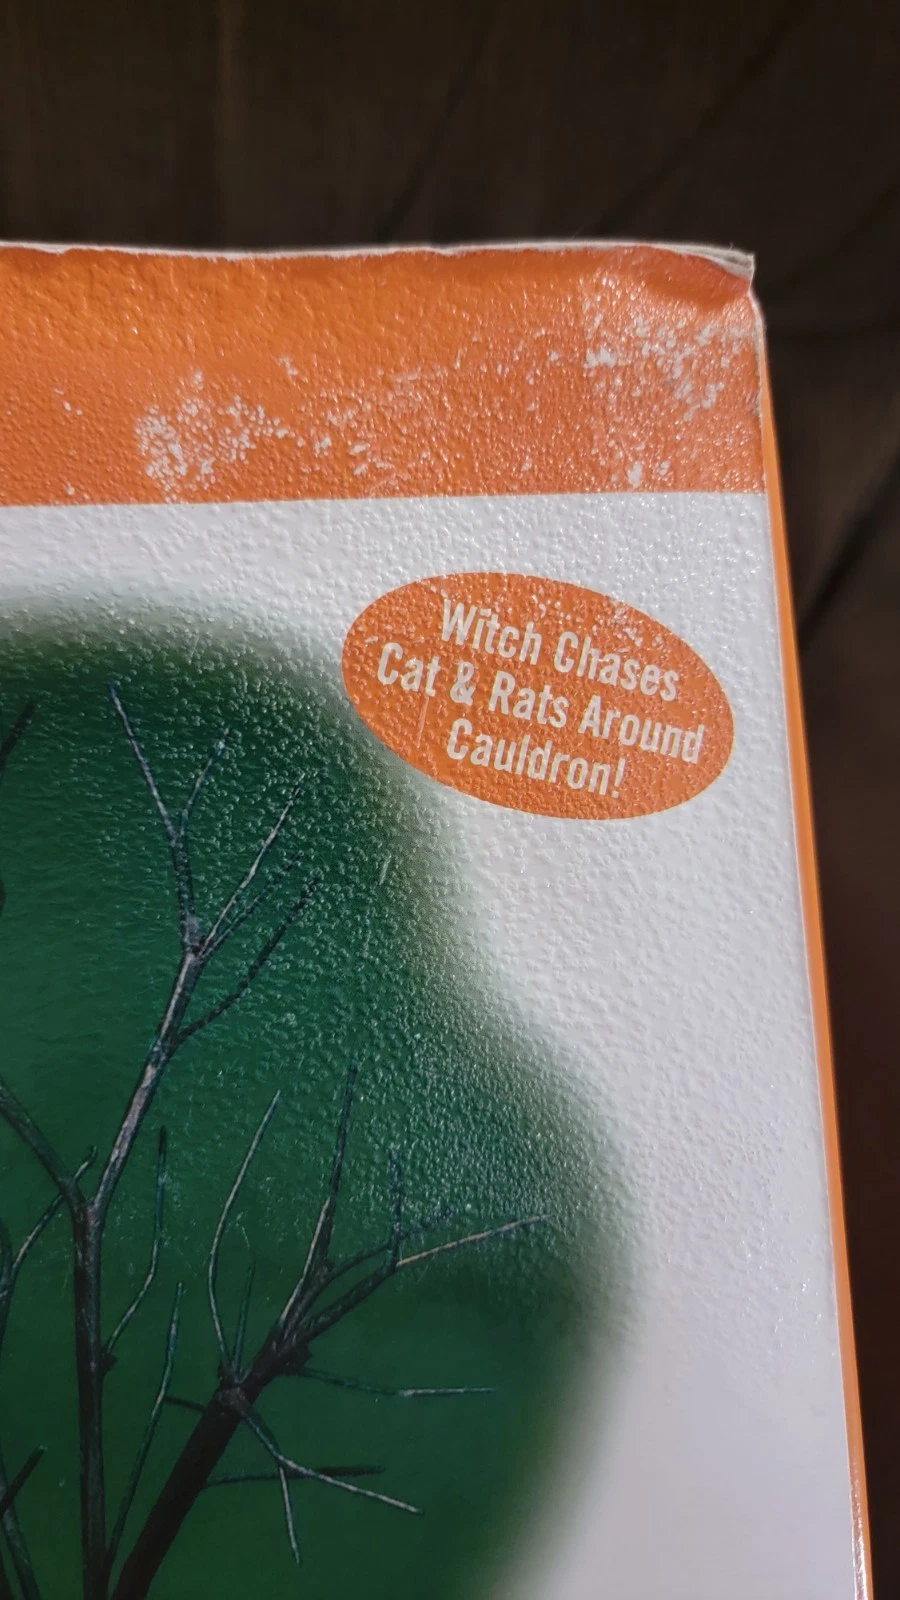 Witch Chases
Cat & Rats Around
Cauldron!